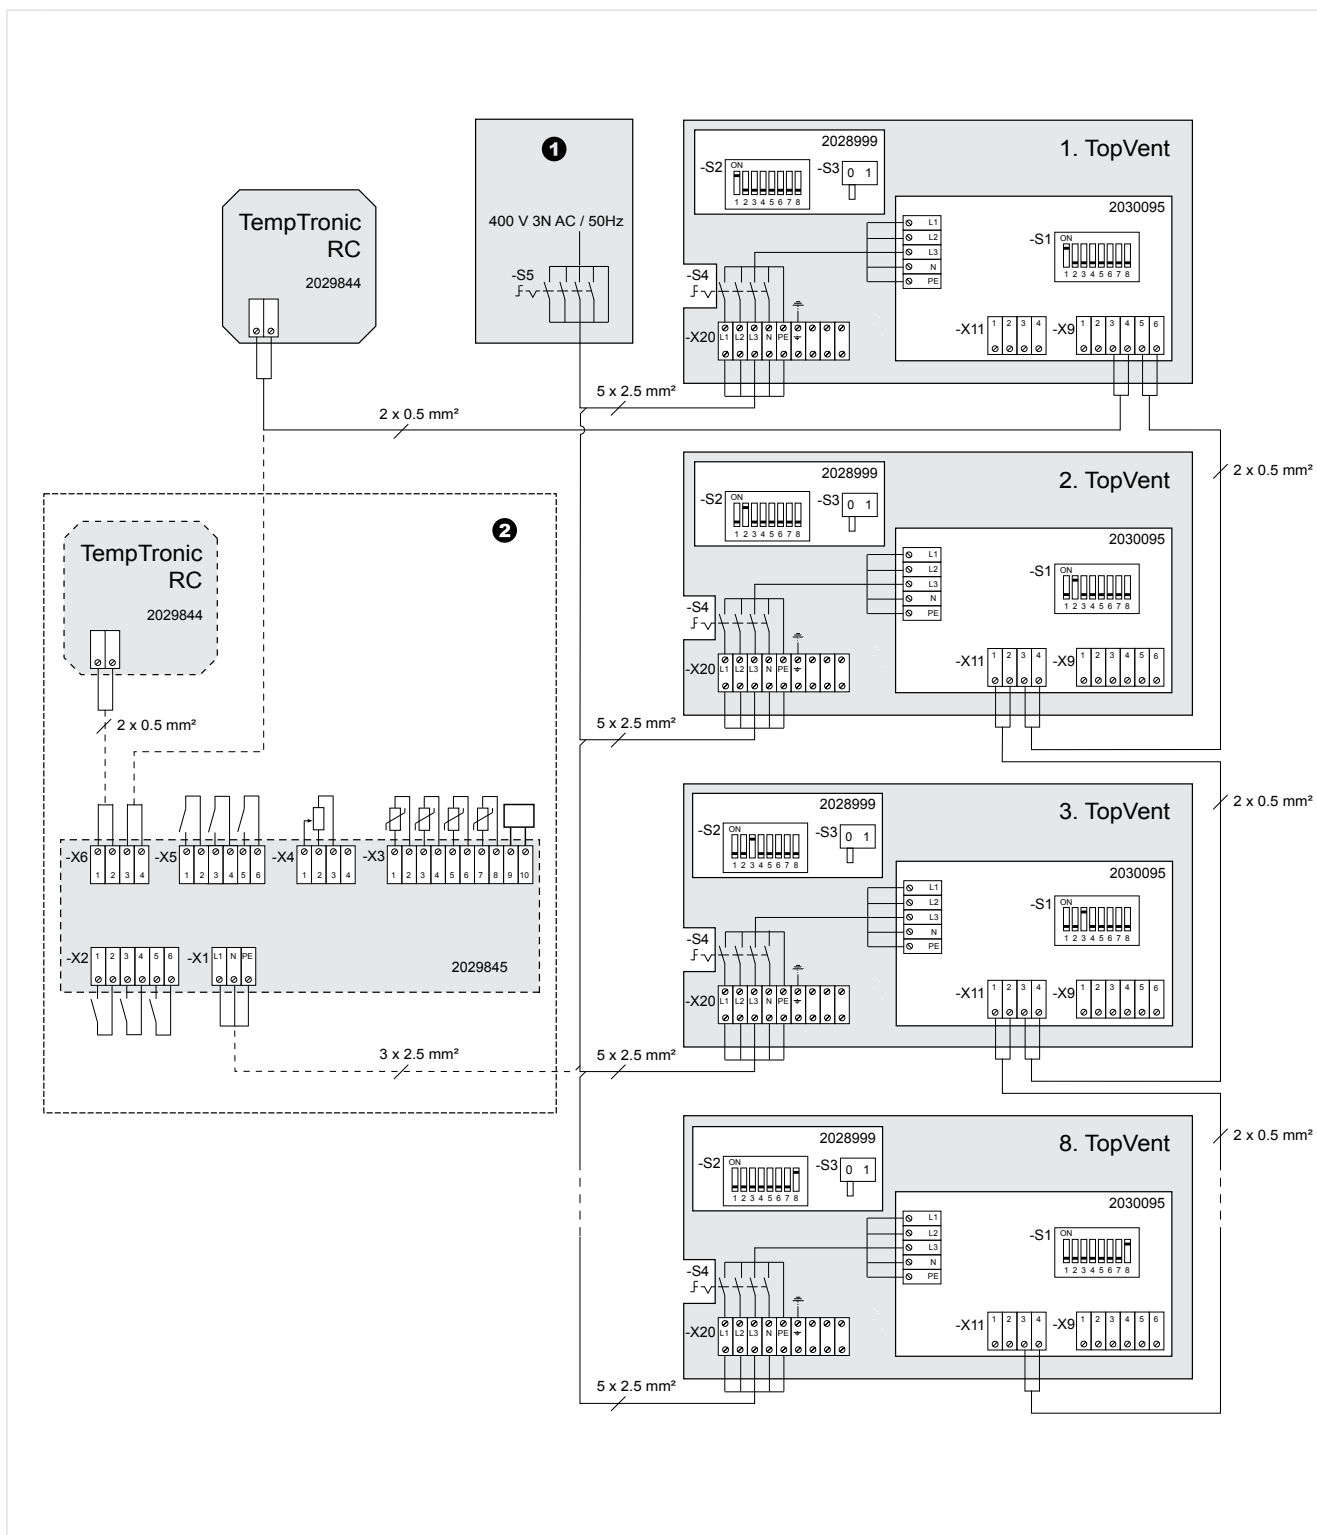 ❶
400 V 3N AC / 50Hz
-S5
TempTronic
RC
2029844
1. TopVent
2028999
-S2
ON
1 2 3 4 5 6 7 8
-S3
0 1
2030095
L1
L2
L3
N
PE
-S1
ON
1 2 3 4 5 6 7 8
-S4
-X20
L1 L2 L3 N PE
-X11
1 2 3 4
-X9
1 2 3 4 5 6
5 x 2.5 mm²
2 x 0.5 mm²
2 x 0.5 mm²
2. TopVent
2028999
-S2
ON
1 2 3 4 5 6 7 8
-S3
0 1
2030095
L1
L2
L3
N
PE
-S1
ON
1 2 3 4 5 6 7 8
-S4
-X20
L1 L2 L3 N PE
-X11
1 2 3 4
-X9
1 2 3 4 5 6
5 x 2.5 mm²
2 x 0.5 mm²
❷
TempTronic
RC
2029844
2 x 0.5 mm²
-X6
1 2 3 4
-X5
1 2 3 4 5 6
-X4
1 2 3 4
-X3
1 2 3 4 5 6 7 8 9 10
-X2
1 2 3 4 5 6
-X1
L1 N PE
2029845
3 x 2.5 mm²
3. TopVent
2028999
-S2
ON
1 2 3 4 5 6 7 8
-S3
0 1
2030095
L1
L2
L3
N
PE
-S1
ON
1 2 3 4 5 6 7 8
-S4
-X20
L1 L2 L3 N PE
-X11
1 2 3 4
-X9
1 2 3 4 5 6
5 x 2.5 mm²
2 x 0.5 mm²
8. TopVent
2028999
-S2
ON
1 2 3 4 5 6 7 8
-S3
0 1
2030095
L1
L2
L3
N
PE
-S1
ON
1 2 3 4 5 6 7 8
-S4
-X20
L1 L2 L3 N PE
-X11
1 2 3 4
-X9
1 2 3 4 5 6
5 x 2.5 mm²